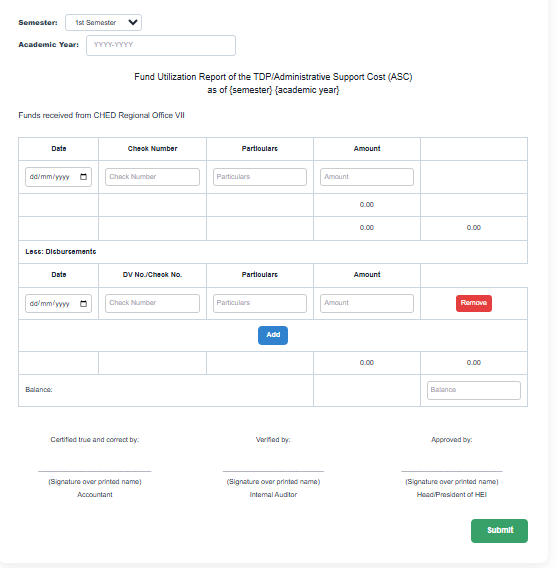 Semester: 1st Semester
Academic Year: YYYY-YYYY
Fund Utilization Report of the TDP/Administrative Support Cost (ASC)
as of {semester} {academic year}
Funds received from CHED Regional Office VII
Date Check Number Particulars Amount
dd/mm/yyyy Check Number Particulars Amount
0.00
0.00 0.00
Less: Disbursements
Date DV No./Check No. Particulars Amount
dd/mm/yyyy Check Number Particulars Amount Remove
Add
0.00 0.00
Balance: Balance
Certified true and correct by: Verified by: Approved by:
(Signature over printed name) (Signature over printed name) (Signature over printed name)
Accountant Internal Auditor Head/President of HEI
Submit